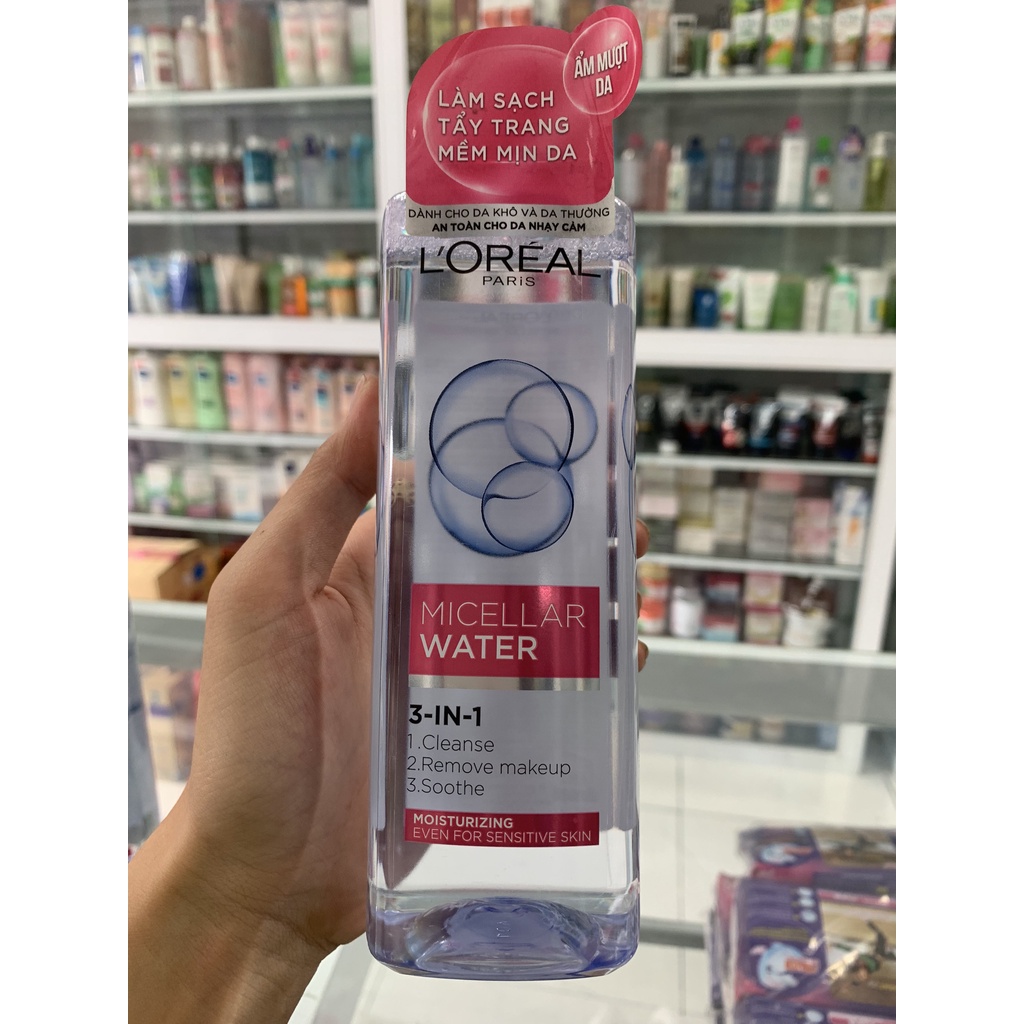 ẨM MƯỢT
DA
LÀM SẠCH
TẨY TRANG
MỀM MỊN DA
DÀNH CHO DA KHÔ VÀ DA THƯỜNG
AN TOÀN CHO DA NHẠY CẢM
L'ORÉAL
PARIS
MICELLAR
WATER
3-IN-1
1.Cleanse
2.Remove makeup
3.Soothe
MOISTURIZING
EVEN FOR SENSITIVE SKIN